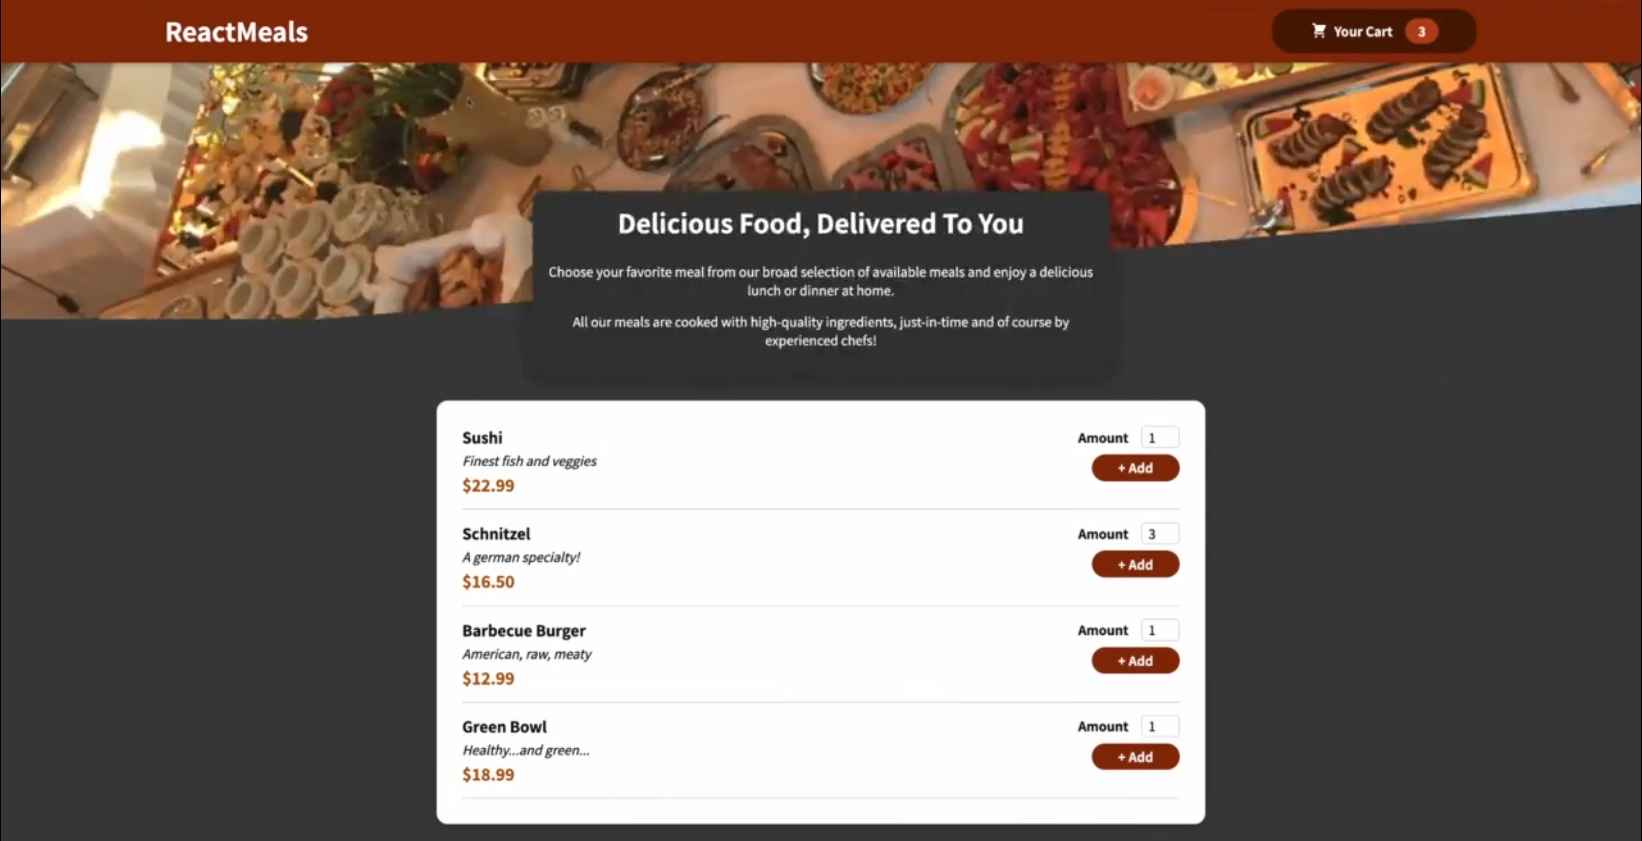 ReactMeals
Your Cart 3
Delicious Food, Delivered To You
Choose your favorite meal from our broad selection of available meals and enjoy a delicious
lunch or dinner at home.
All our meals are cooked with high-quality ingredients, just-in-time and of course by
experienced chefs!
Sushi
Finest fish and veggies
$22.99
Amount 1
+ Add
Schnitzel
A german specialty!
$16.50
Amount 3
+ Add
Barbecue Burger
American, raw, meaty
$12.99
Amount 1
+ Add
Green Bowl
Healthy...and green...
$18.99
Amount 1
+ Add